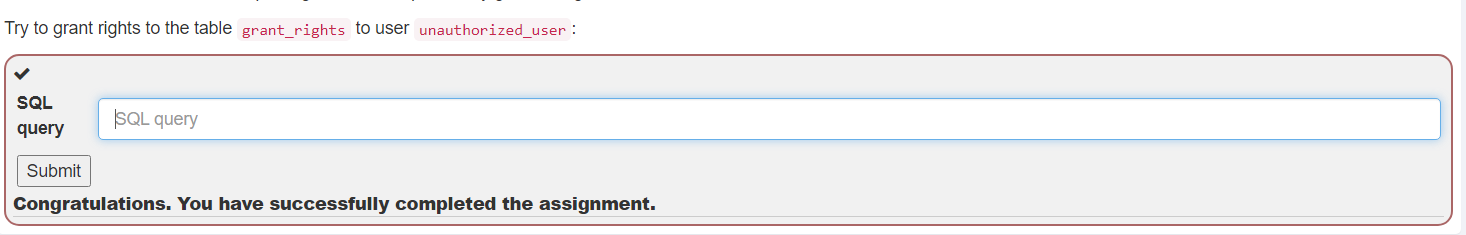 Try to grant rights to the table grant_rights to user unauthorized_user :
SQL
query
SQL query
Submit
Congratulations. You have successfully completed the assignment.